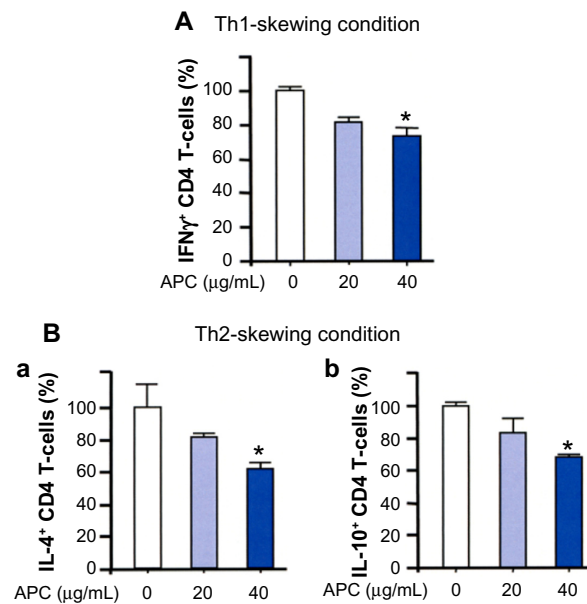 A Th1-skewing condition
IFNγ⁺ CD4 T-cells (%)
100
80
60
40
20
0
*
APC (μg/mL) 0 20 40
B Th2-skewing condition
a
IL-4⁺ CD4 T-cells (%)
100
80
60
40
20
0
*
APC (μg/mL) 0 20 40
b
IL-10⁺ CD4 T-cells (%)
100
80
60
40
20
0
*
APC (μg/mL) 0 20 40